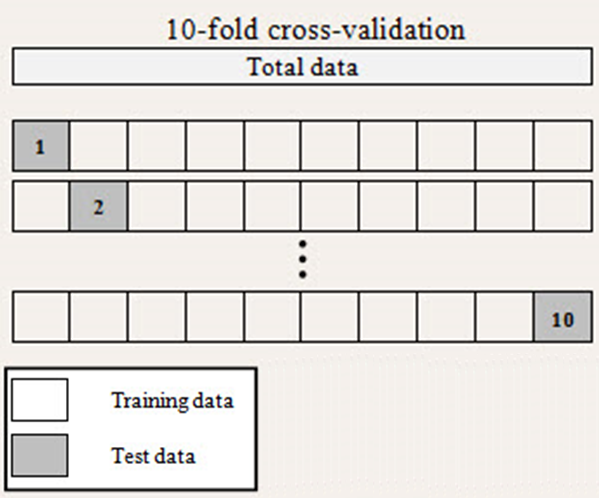 10-fold cross-validation
Total data
1
2
10
Training data
Test data